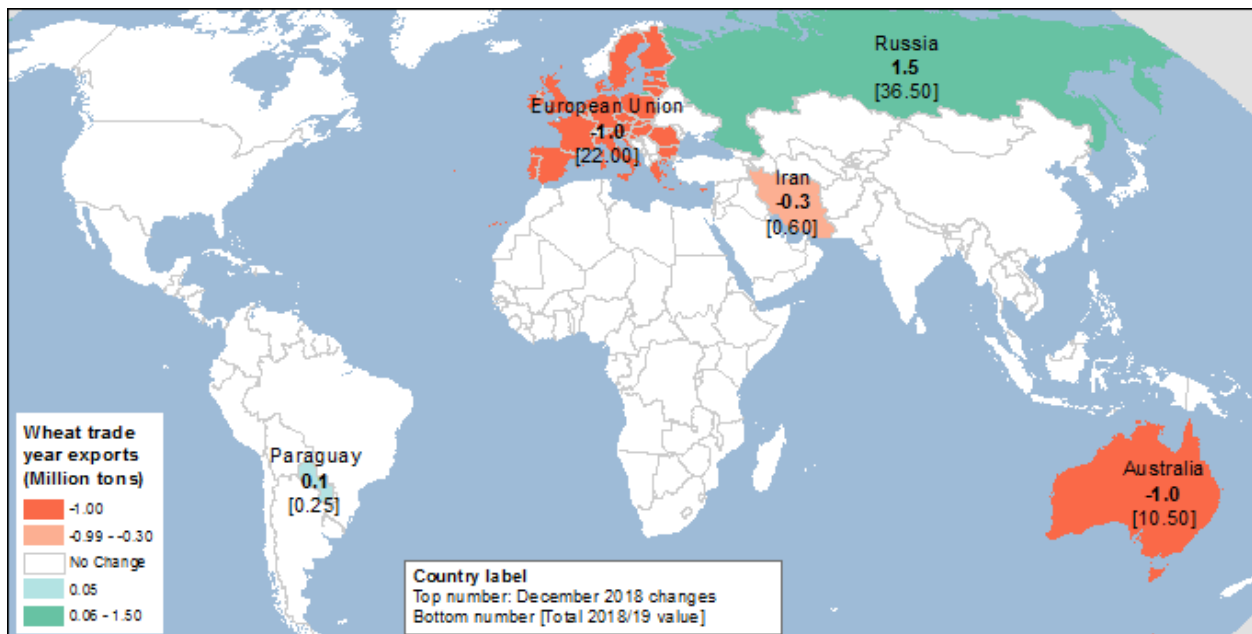 Russia
1.5
[36.50]
European Union
-1.0
[22.00]
Iran
-0.3
[0.60]
Paraguay
0.1
[0.25]
Australia
-1.0
[10.50]
Wheat trade
year exports
(Million tons)
-1.00
-0.99 - -0.30
No Change
0.05
0.06 - 1.50
Country label
Top number: December 2018 changes
Bottom number [Total 2018/19 value]